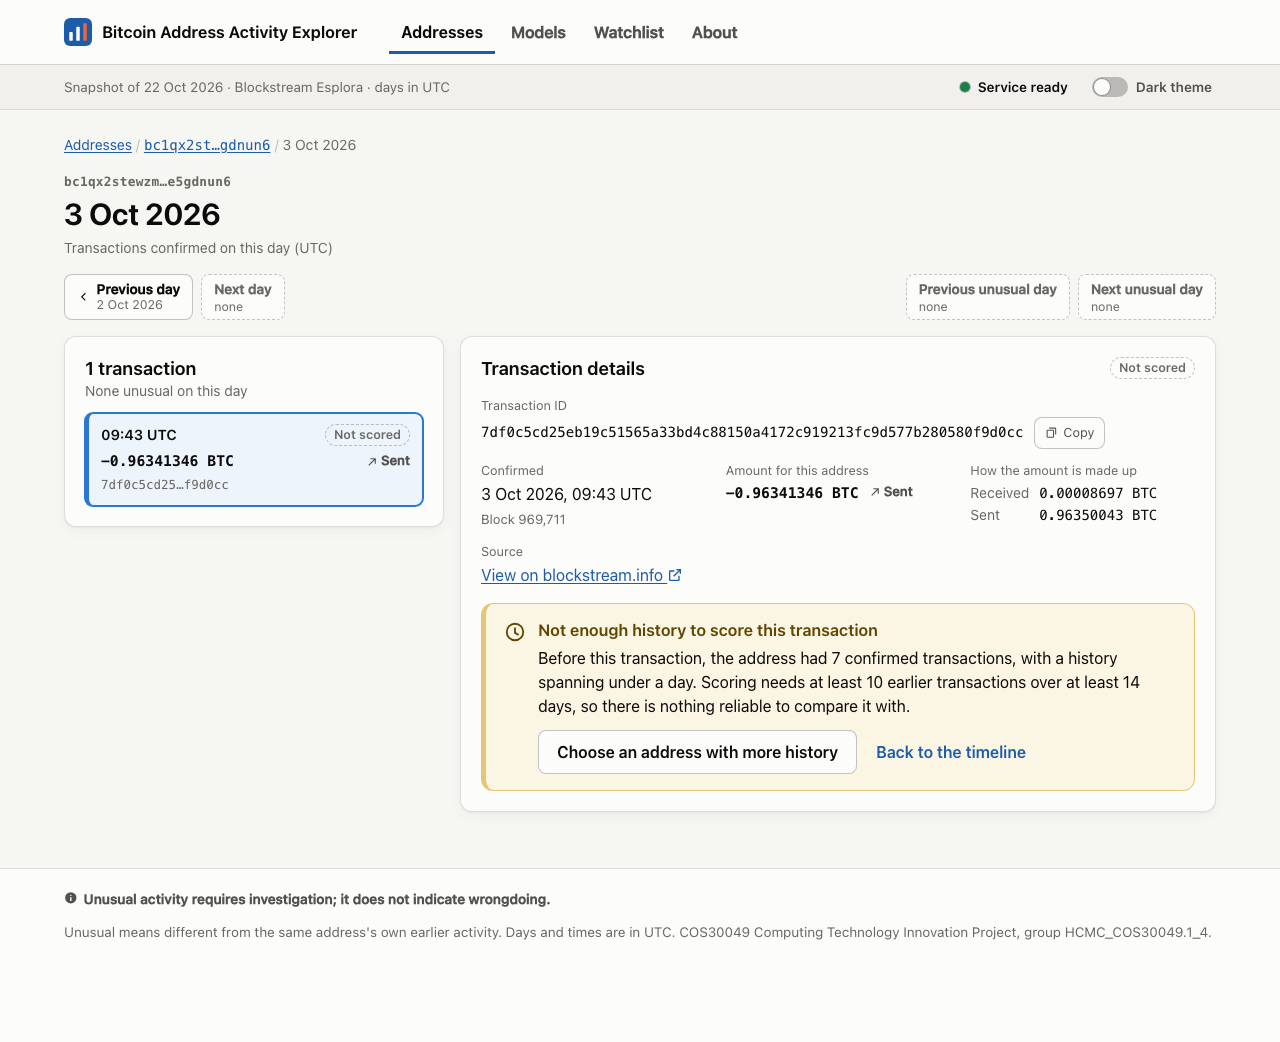 Bitcoin Address Activity Explorer
Addresses
Models
Watchlist
About
Snapshot of 22 Oct 2026 · Blockstream Esplora · days in UTC
Service ready
Dark theme
Addresses / bc1qx2st…gdnun6 / 3 Oct 2026
bc1qx2stewzm…e5gdnun6
3 Oct 2026
Transactions confirmed on this day (UTC)
Previous day
2 Oct 2026
Next day
none
Previous unusual day
none
Next unusual day
none
1 transaction
None unusual on this day
09:43 UTC
Not scored
−0.96341346 BTC
↗ Sent
7df0c5cd25…f9d0cc
Transaction details
Not scored
Transaction ID
7df0c5cd25eb19c51565a33bd4c88150a4172c919213fc9d577b280580f9d0cc
Copy
Confirmed
3 Oct 2026, 09:43 UTC
Block 969,711
Amount for this address
−0.96341346 BTC ↗ Sent
How the amount is made up
Received 0.00008697 BTC
Sent 0.96350043 BTC
Source
View on blockstream.info
Not enough history to score this transaction
Before this transaction, the address had 7 confirmed transactions, with a history
spanning under a day. Scoring needs at least 10 earlier transactions over at least 14
days, so there is nothing reliable to compare it with.
Choose an address with more history
Back to the timeline
Unusual activity requires investigation; it does not indicate wrongdoing.
Unusual means different from the same address's own earlier activity. Days and times are in UTC. COS30049 Computing Technology Innovation Project, group HCMC_COS30049.1_4.